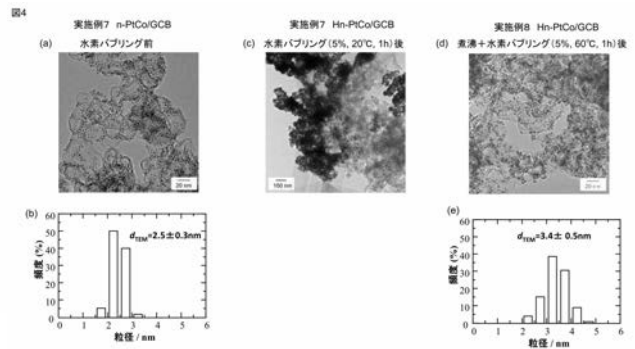 図4
実施例7 n-PtCo/GCB
(a) 水素バブリング前
実施例7 Hn-PtCo/GCB
(c) 水素バブリング(5%, 20℃, 1h)後
実施例8 Hn-PtCo/GCB
(d) 煮沸+水素バブリング(5%, 60℃, 1h)後
20 nm
100 nm
20 nm
(b)
60
50
40
30
20
10
0
頻度(%)
dTEM=2.5±0.3nm
0 1 2 3 4 5 6
粒径 / nm
(e)
60
50
40
30
20
10
0
頻度(%)
dTEM=3.4± 0.5nm
0 1 2 3 4 5 6
粒径 / nm